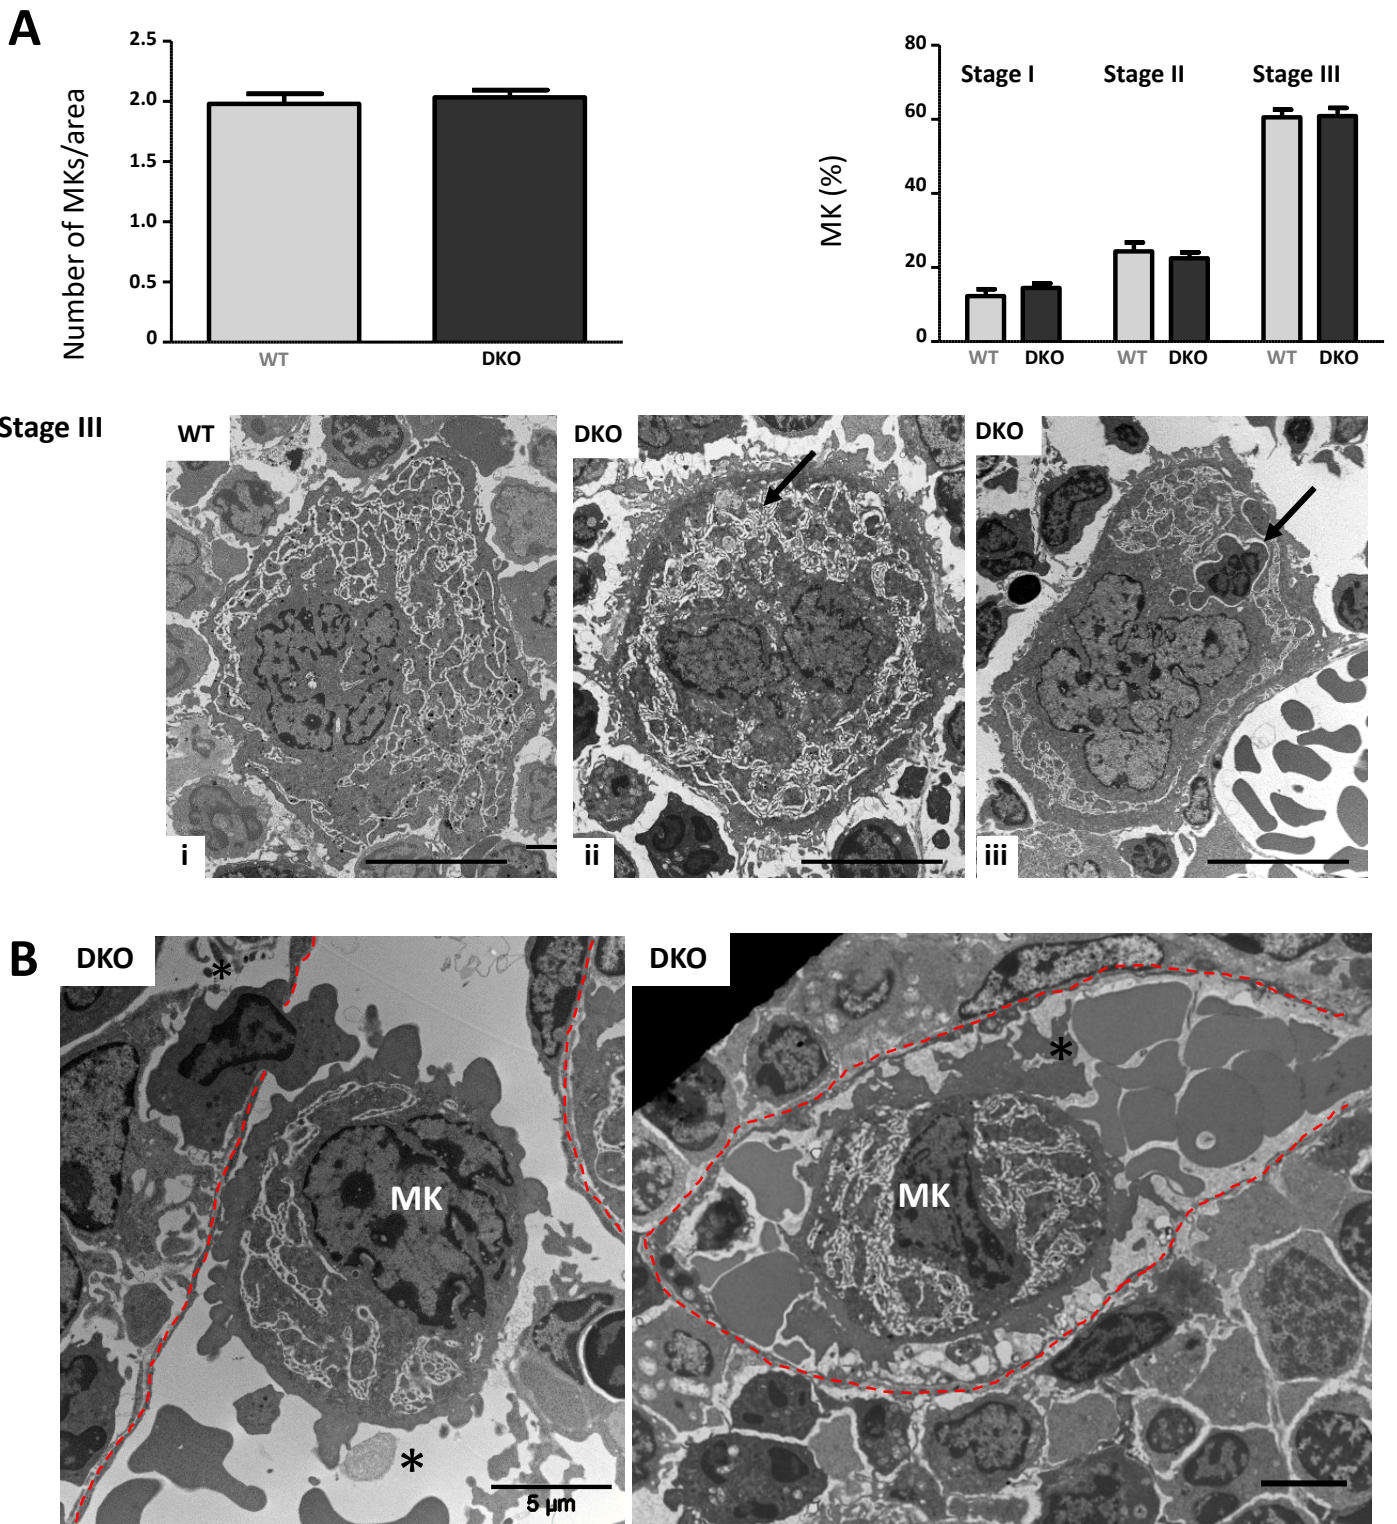 A
Number of MKs/area
2.5
2.0
1.5
1.0
0.5
0
WT
DKO
MK (%)
80
60
40
20
0
Stage I
Stage II
Stage III
WT
DKO
WT
DKO
WT
DKO
Stage III
WT
i
DKO
ii
DKO
iii
B
DKO
*
MK
*
5 µm
DKO
*
MK